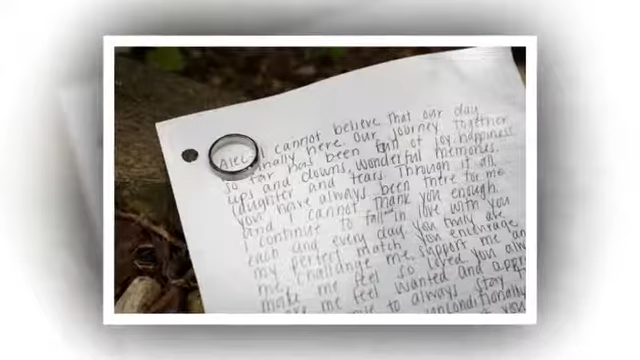 Alec- I cannot believe that our day
finally here. Our journey together
so far has been full of joy, happiness
ups and downs, wonderful memories.
laughter and tears. Through it all
you have always been there for me
and I cannot thank you enough.
I continue to fall in love with you
each and every day. You truly are
my perfect match. You encourage
me, challenge me, support me an
make me feel so loved you alw
me feel wanted and appr
to always stay
unconditionally